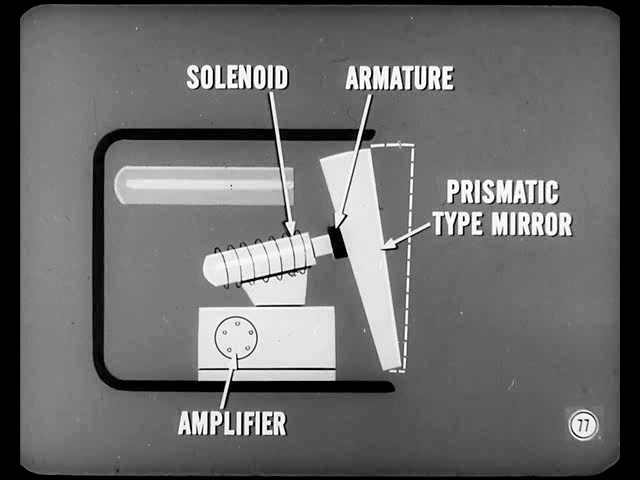 SOLENOID
ARMATURE
PRISMATIC
TYPE MIRROR
AMPLIFIER
77